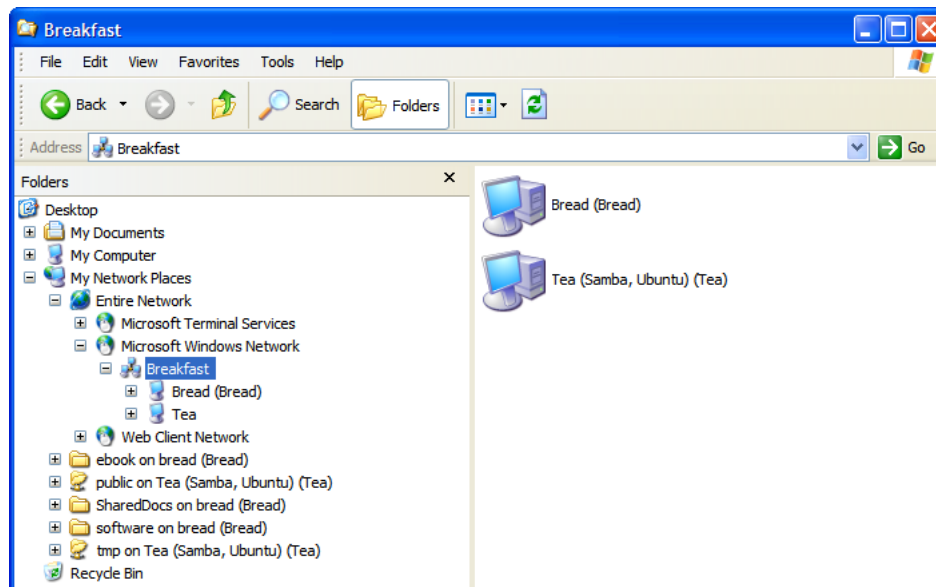 Breakfast
File Edit View Favorites Tools Help
Back Search Folders
Address Breakfast Go
Folders
Desktop
My Documents
My Computer
My Network Places
Entire Network
Microsoft Terminal Services
Microsoft Windows Network
Breakfast
Bread (Bread)
Tea
Web Client Network
ebook on bread (Bread)
public on Tea (Samba, Ubuntu) (Tea)
SharedDocs on bread (Bread)
software on bread (Bread)
tmp on Tea (Samba, Ubuntu) (Tea)
Recycle Bin
Bread (Bread)
Tea (Samba, Ubuntu) (Tea)